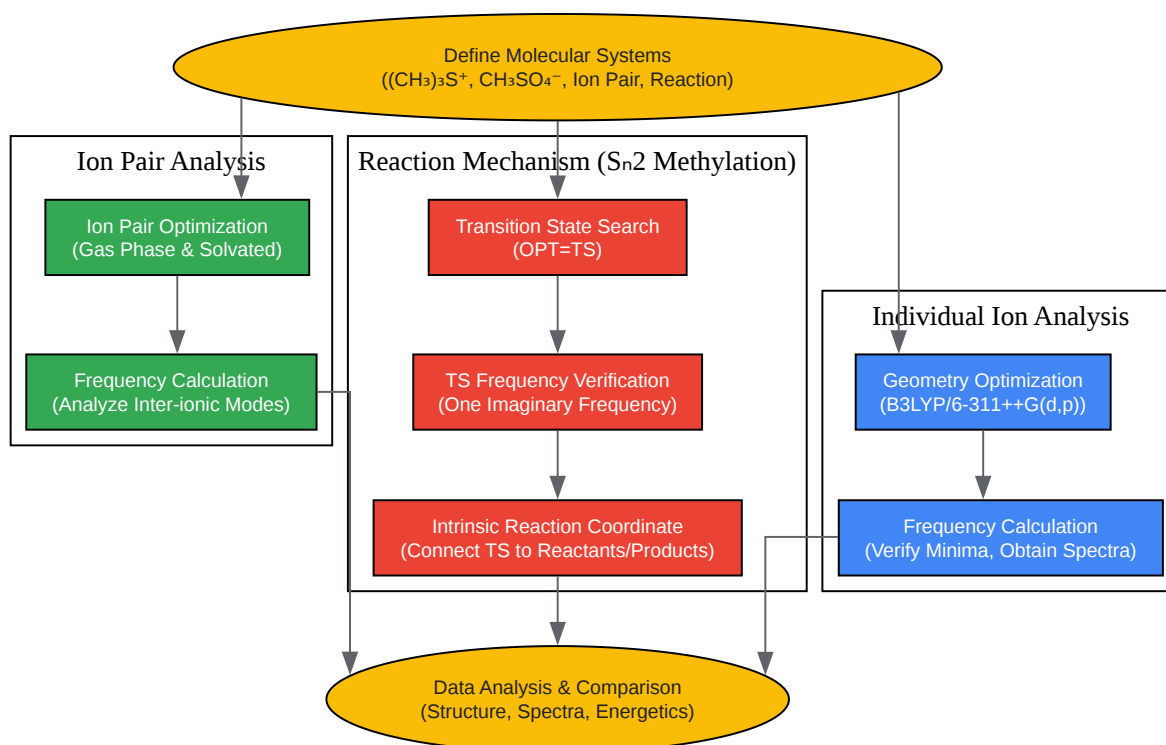 Define Molecular Systems
((CH₃)₃S⁺, CH₃SO₄⁻, Ion Pair, Reaction)
Ion Pair Analysis
Ion Pair Optimization
(Gas Phase & Solvated)
Frequency Calculation
(Analyze Inter-ionic Modes)
Reaction Mechanism (Sₙ2 Methylation)
Transition State Search
(OPT=TS)
TS Frequency Verification
(One Imaginary Frequency)
Intrinsic Reaction Coordinate
(Connect TS to Reactants/Products)
Individual Ion Analysis
Geometry Optimization
(B3LYP/6-311++G(d,p))
Frequency Calculation
(Verify Minima, Obtain Spectra)
Data Analysis & Comparison
(Structure, Spectra, Energetics)